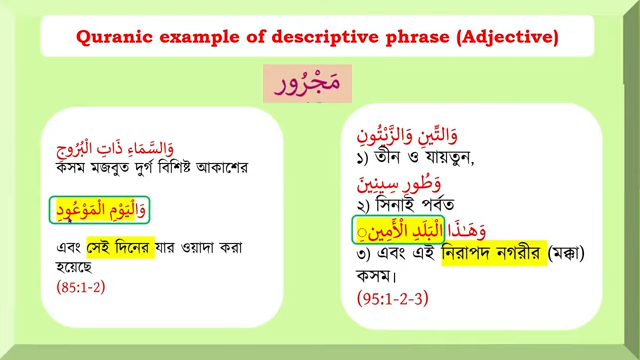 Quranic example of descriptive phrase (Adjective)
مَجْرُور
وَالسَّمَاءِ ذَاتِ الْبُرُوجِ
কসম মজবুত দুর্গ বিশিষ্ট আকাশের
وَالْيَوْمِ الْمَوْعُودِ
এবং সেই দিনের যার ওয়াদা করা
হয়েছে
(85:1-2)
وَالتِّينِ وَالزَّيْتُونِ
১) তীন ও যায়তুন,
وَطُورِ سِينِينَ
২) সিনাই পর্বত
وَهَـٰذَا الْبَلَدِ الْأَمِينِ
৩) এবং এই নিরাপদ নগরীর (মক্কা)
কসম।
(95:1-2-3)